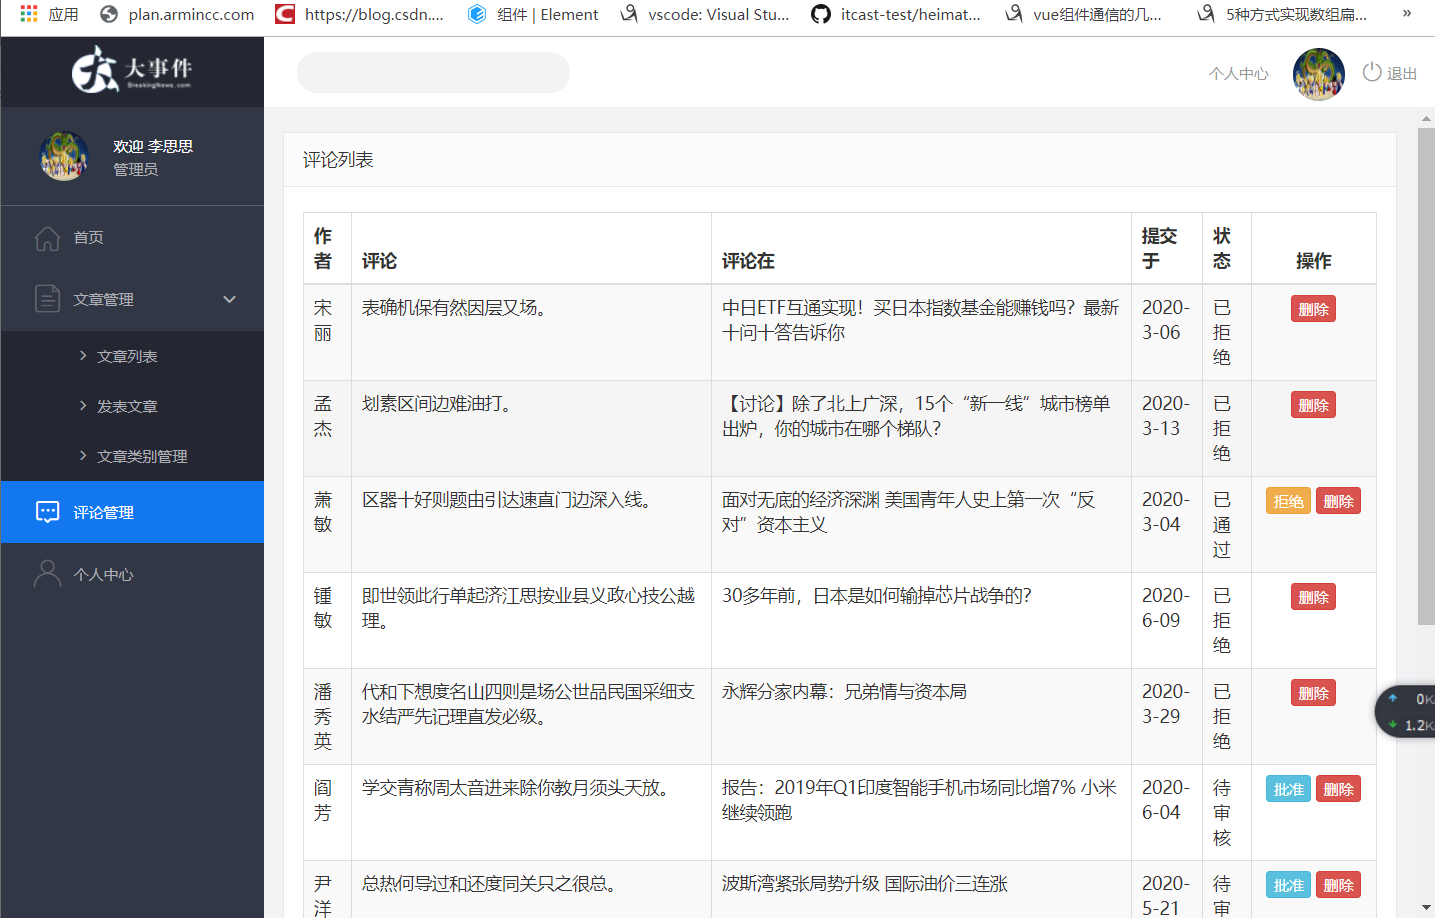 应用 plan.armincc.com https://blog.csdn.... 组件 | Element vscode: Visual Stu... itcast-test/heimat... vue组件通信的几... 5种方式实现数组扁... »
大事件
BreakingNews.com
个人中心 退出
欢迎 李思思
管理员
首页
文章管理
文章列表
发表文章
文章类别管理
评论管理
个人中心
评论列表
作
者
评论
评论在
提交
于
状
态
操作
宋
丽
表确机保有然因层又场。
中日ETF互通实现！买日本指数基金能赚钱吗？最新
十问十答告诉你
2020-
3-06
已
拒
绝
删除
孟
杰
划素区间边难油打。
【讨论】除了北上广深，15个“新一线”城市榜单
出炉，你的城市在哪个梯队？
2020-
3-13
已
拒
绝
删除
萧
敏
区器十好则题由引达速直门边深入线。
面对无底的经济深渊 美国青年人史上第一次“反
对”资本主义
2020-
3-04
已
通
过
拒绝 删除
锺
敏
即世领此行单起济江思按业县义政心技公越
理。
30多年前，日本是如何输掉芯片战争的？
2020-
6-09
已
拒
绝
删除
潘
秀
英
代和下想度名山四则是场公世品民国采细支
水结严先记理直发必级。
永辉分家内幕：兄弟情与资本局
2020-
3-29
已
拒
绝
删除
阎
芳
学交青称周太音进来除你教月须头天放。
报告：2019年Q1印度智能手机市场同比增7% 小米
继续领跑
2020-
6-04
待
审
核
批准 删除
尹
洋
总热何导过和还度同关只之很总。
波斯湾紧张局势升级 国际油价三连涨
2020-
5-21
待
审
批准 删除
0K
1.2K